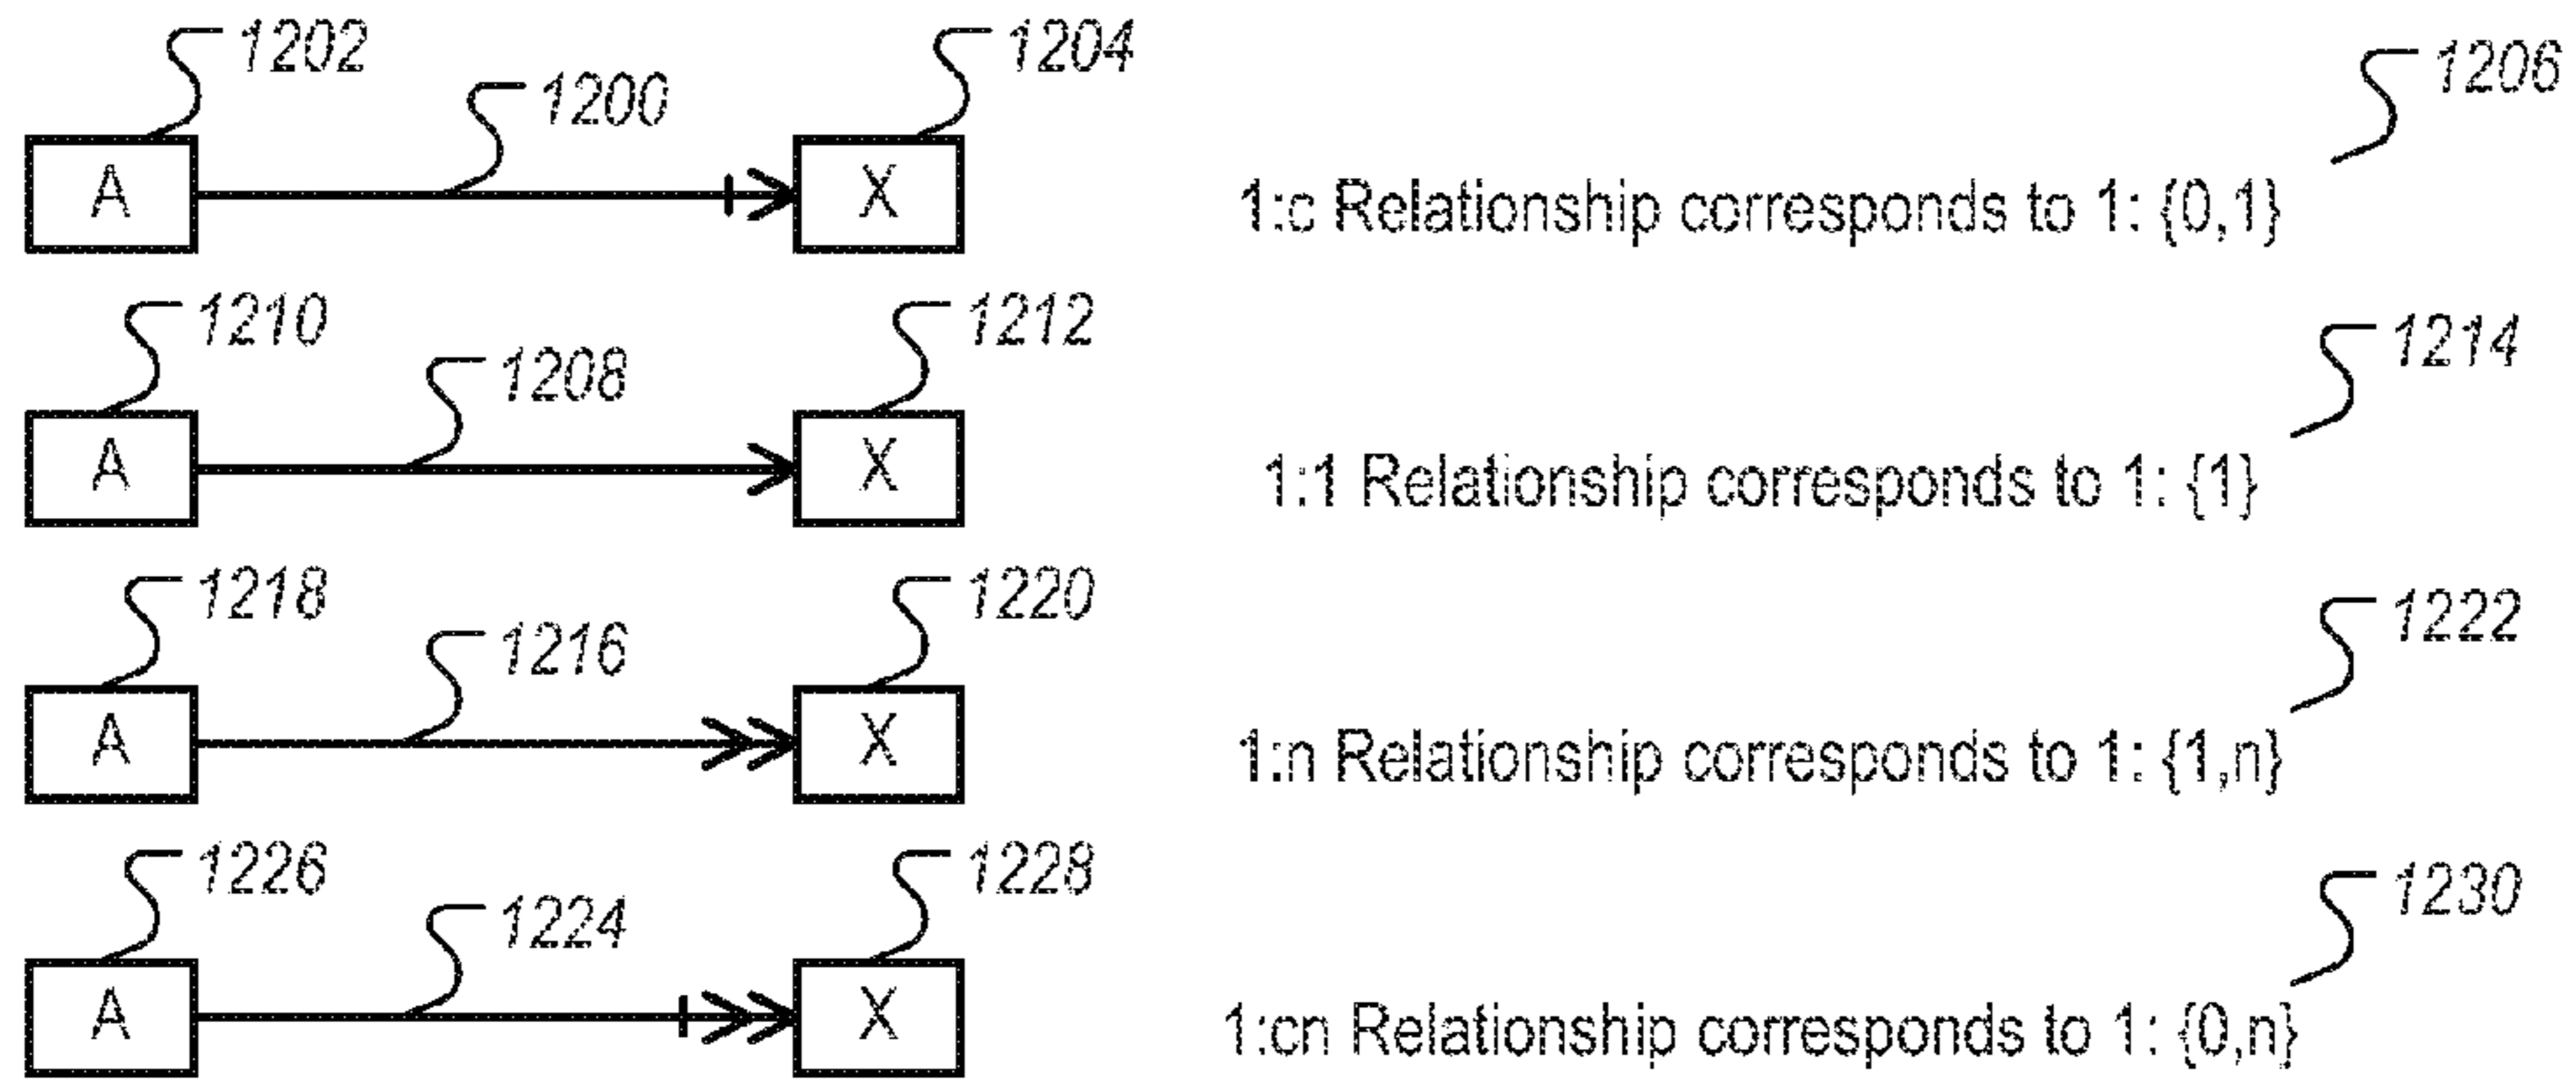 1202
1204
1200
1206
A
X
1:c Relationship corresponds to 1: {0,1}
1210
1212
1208
1214
A
X
1:1 Relationship corresponds to 1: {1}
1218
1220
1216
1222
A
X
1:n Relationship corresponds to 1: {1,n}
1226
1228
1224
1230
A
X
1:cn Relationship corresponds to 1: {0,n}